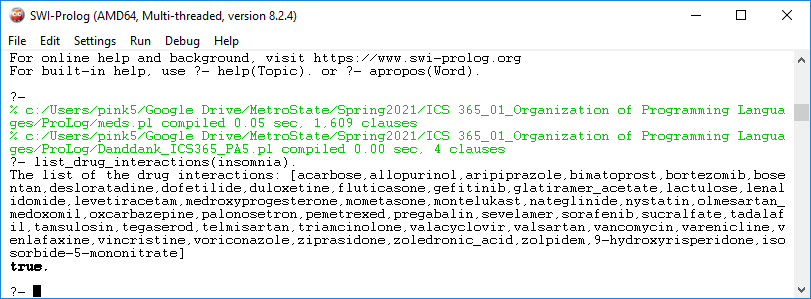 SWI-Prolog (AMD64, Multi-threaded, version 8.2.4)
File Edit Settings Run Debug Help
For online help and background, visit https://www.swi-prolog.org
For built-in help, use ?- help(Topic). or ?- apropos(Word).
?-
% c:/Users/pink5/Google Drive/MetroState/Spring2021/ICS 365_01_Organization of Programming Langua
ges/ProLog/meds.pl compiled 0.05 sec, 1,609 clauses
% c:/Users/pink5/Google Drive/MetroState/Spring2021/ICS 365_01_Organization of Programming Langua
ges/ProLog/Danddank_ICS365_PA5.pl compiled 0.00 sec, 4 clauses
?- list_drug_interactions(insomnia).
The list of the drug interactions: [acarbose,allopurinol,aripiprazole,bimatoprost,bortezomib,bose
ntan,desloratadine,dofetilide,duloxetine,fluticasone,gefitinib,glatiramer_acetate,lactulose,lenal
idomide,levetiracetam,medroxyprogesterone,mometasone,montelukast,nateglinide,nystatin,olmesartan_
medoxomil,oxcarbazepine,palonosetron,pemetrexed,pregabalin,sevelamer,sorafenib,sucralfate,tadalaf
il,tamsulosin,tegaserod,telmisartan,triamcinolone,valacyclovir,valsartan,vancomycin,varenicline,v
enlafaxine,vincristine,voriconazole,ziprasidone,zoledronic_acid,zolpidem,9-hydroxyrisperidone,iso
sorbide-5-mononitrate]
true.
?-